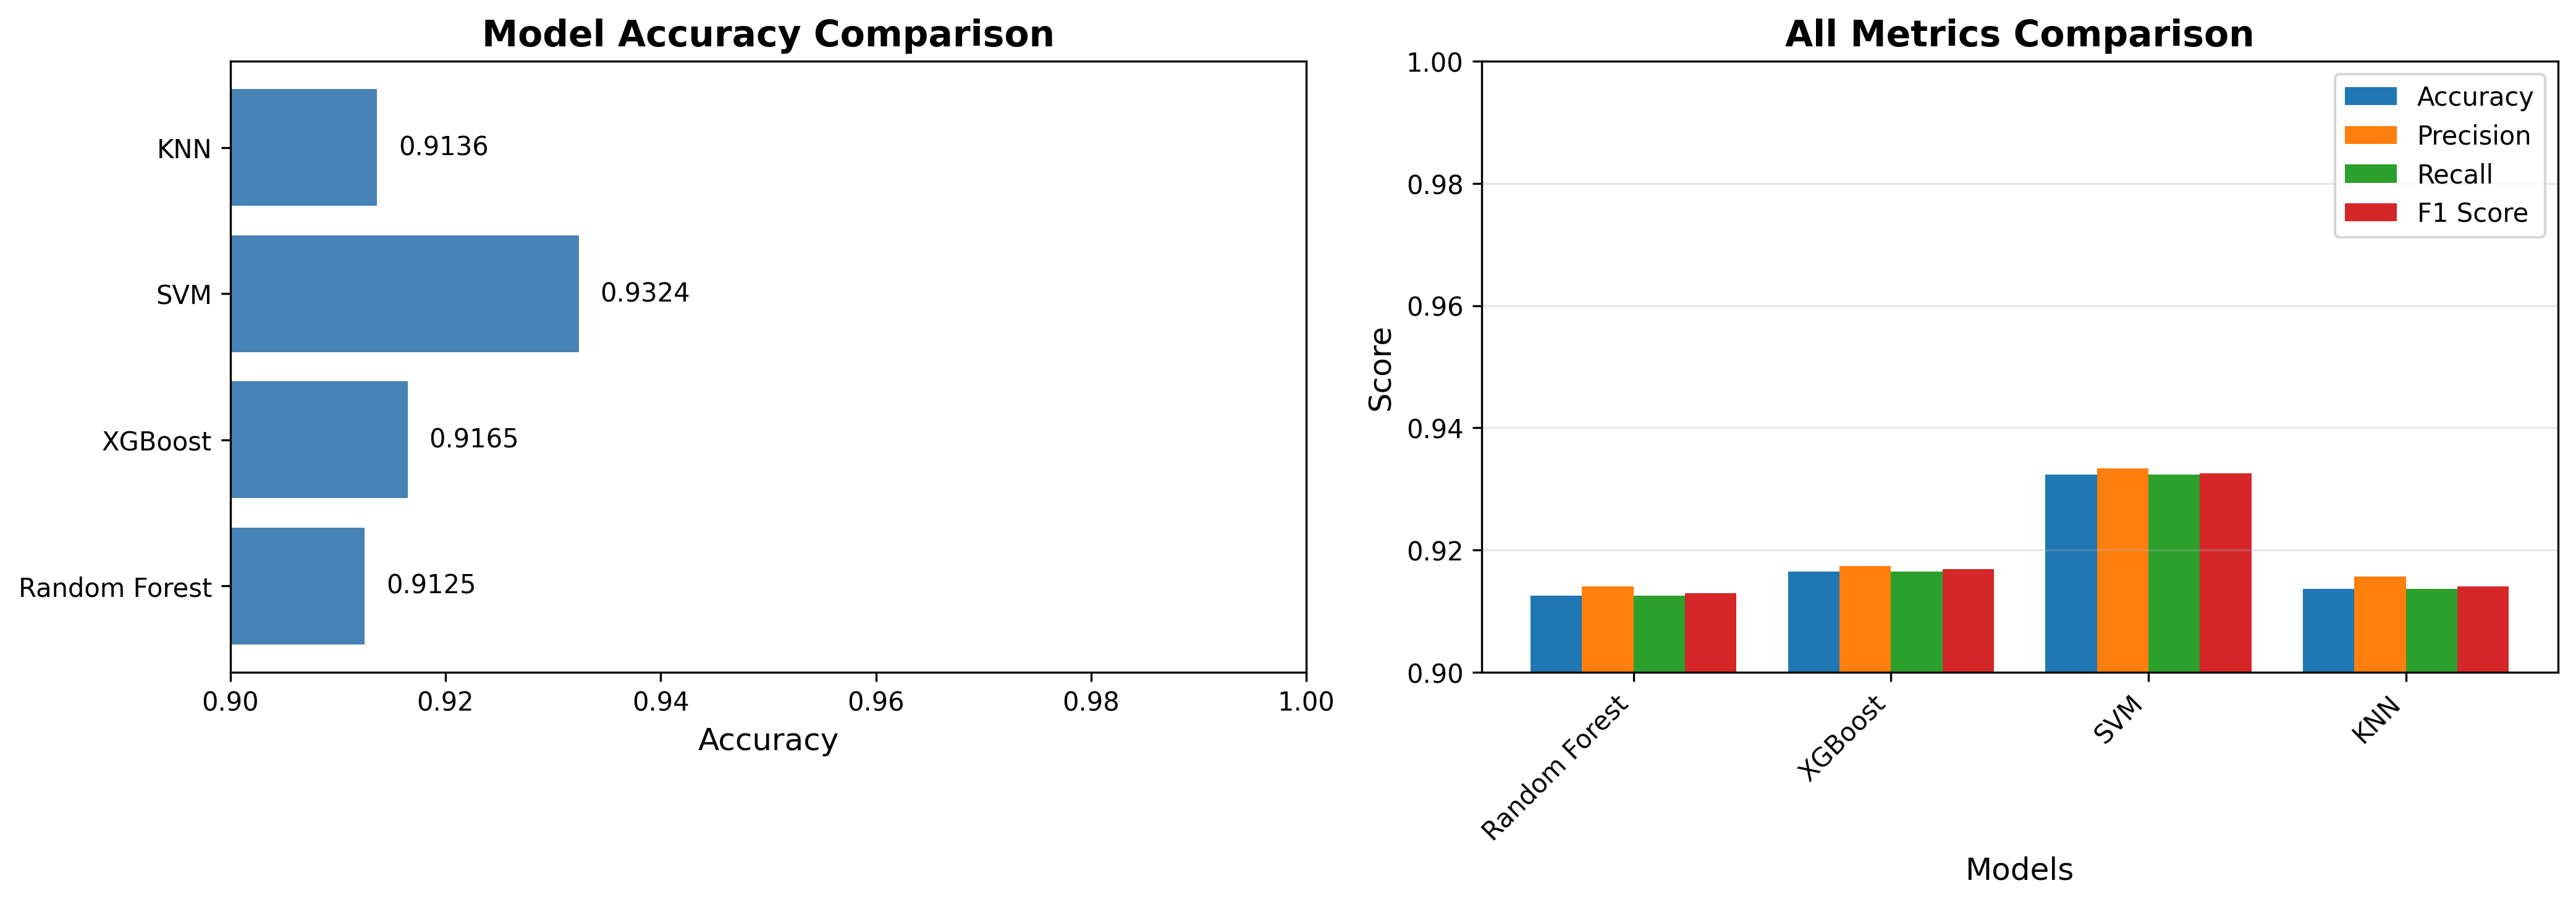 Model Accuracy Comparison
KNN
0.9136
SVM
0.9324
XGBoost
0.9165
Random Forest
0.9125
0.90 0.92 0.94 0.96 0.98 1.00
Accuracy
All Metrics Comparison
1.00
0.98
0.96
0.94
0.92
0.90
Score
Accuracy
Precision
Recall
F1 Score
Random Forest
XGBoost
SVM
KNN
Models